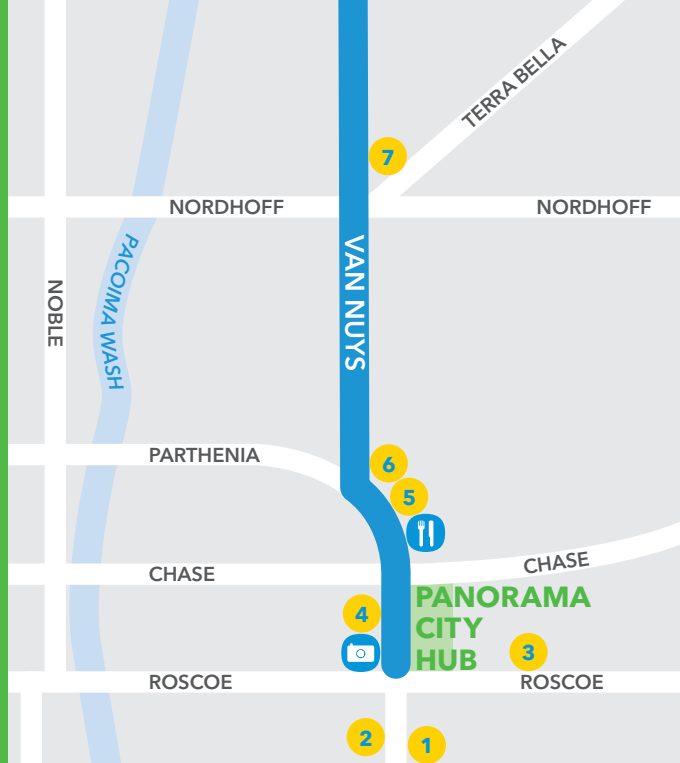 TERRA BELLA
7
NORDHOFF
NORDHOFF
PACOIMA WASH
VAN NUYS
NOBLE
PARTHENIA
6
5
CHASE
CHASE
4
PANORAMA
CITY
HUB
3
ROSCOE
ROSCOE
2
1